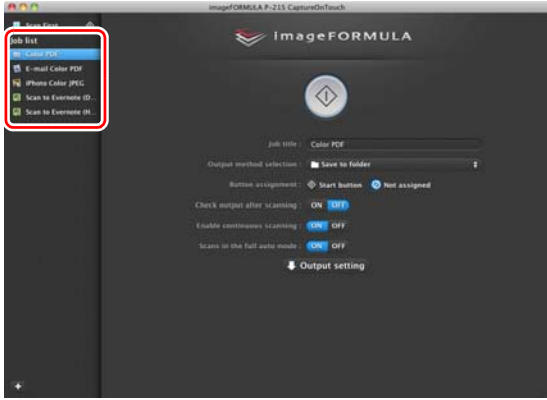 imageFORMULA P-215 CaptureOnTouch
Scan First
Job list
Color PDF
E-mail Color PDF
iPhoto Color JPEG
Scan to Evernote (D...
Scan to Evernote (H...
imageFORMULA
Job title : Color PDF
Output method selection : Save to folder
Button assignment : Start button Not assigned
Check output after scanning : ON OFF
Enable continuous scanning : ON OFF
Scans in the full auto mode : ON OFF
Output setting